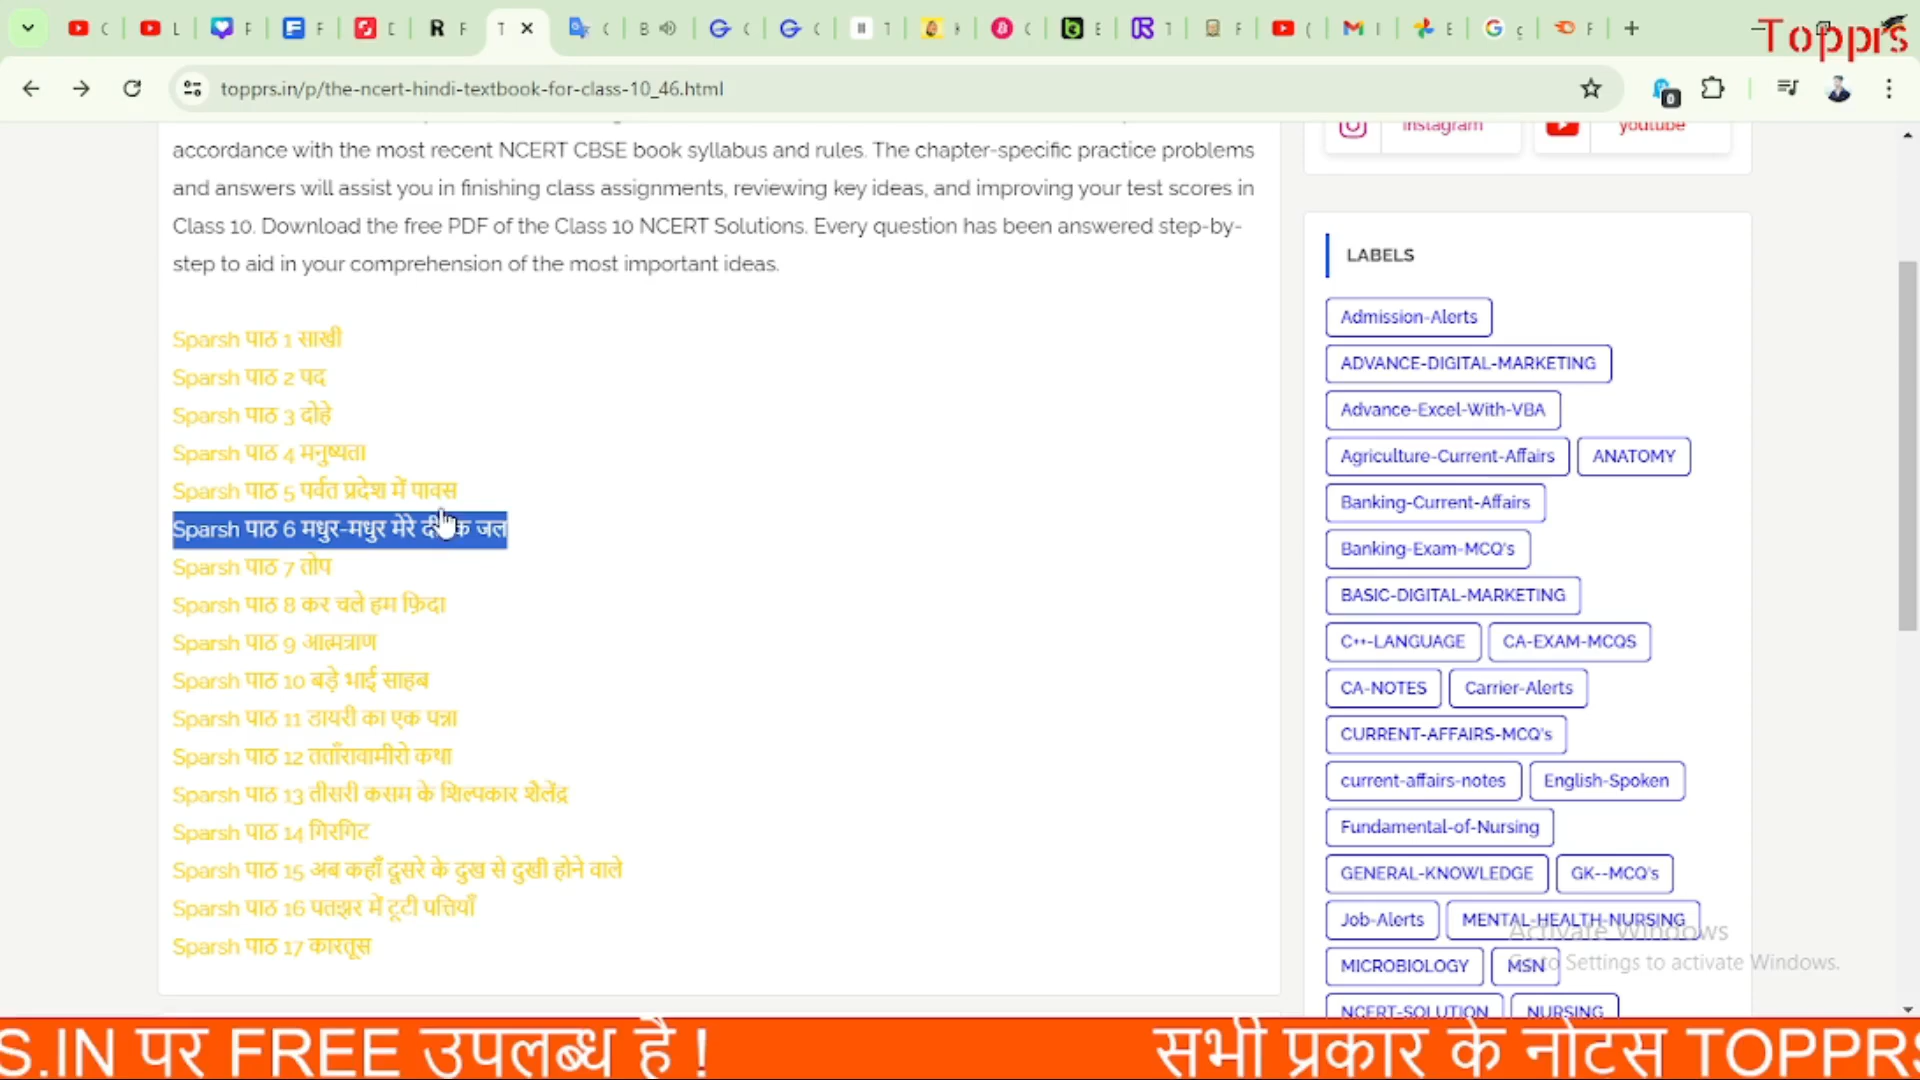 Topprs
topprs.in/p/the-ncert-hindi-textbook-for-class-10_46.html
accordance with the most recent NCERT CBSE book syllabus and rules. The chapter-specific practice problems
and answers will assist you in finishing class assignments, reviewing key ideas, and improving your test scores in
Class 10. Download the free PDF of the Class 10 NCERT Solutions. Every question has been answered step-by-
step to aid in your comprehension of the most important ideas.
Sparsh पाठ 1 साखी
Sparsh पाठ 2 पद
Sparsh पाठ 3 दोहे
Sparsh पाठ 4 मनुष्यता
Sparsh पाठ 5 पर्वत प्रदेश में पावस
Sparsh पाठ 6 मधुर-मधुर मेरे जल
Sparsh पाठ 7 तोप
Sparsh पाठ 8 कर चले हम फ़िदा
Sparsh पाठ 9 आत्मत्राण
Sparsh पाठ 10 बड़े भाई साहब
Sparsh पाठ 11 डायरी का एक पन्ना
Sparsh पाठ 12 तताँरावामीरो कथा
Sparsh पाठ 13 तीसरी कसम के शिल्पकार शैलेंद्र
Sparsh पाठ 14 गिरगिट
Sparsh पाठ 15 अब कहाँ दूसरे के दुख से दुखी होने वाले
Sparsh पाठ 16 पतझर में टूटी पत्तियाँ
Sparsh पाठ 17 कारतूस
instagram
youtube
LABELS
Admission-Alerts
ADVANCE-DIGITAL-MARKETING
Advance-Excel-With-VBA
Agriculture-Current-Affairs ANATOMY
Banking-Current-Affairs
Banking-Exam-MCQ's
BASIC-DIGITAL-MARKETING
C++-LANGUAGE CA-EXAM-MCQS
CA-NOTES Carrier-Alerts
CURRENT-AFFAIRS-MCQ's
current-affairs-notes English-Spoken
Fundamental-of-Nursing
GENERAL-KNOWLEDGE GK--MCQ's
Job-Alerts MENTAL-HEALTH-NURSING
Activate Windows
MICROBIOLOGY MSN
Go to Settings to activate Windows.
NCERT-SOLUTION NURSING
S.IN पर FREE उपलब्ध है ! सभी प्रकार के नोटस TOPPRS